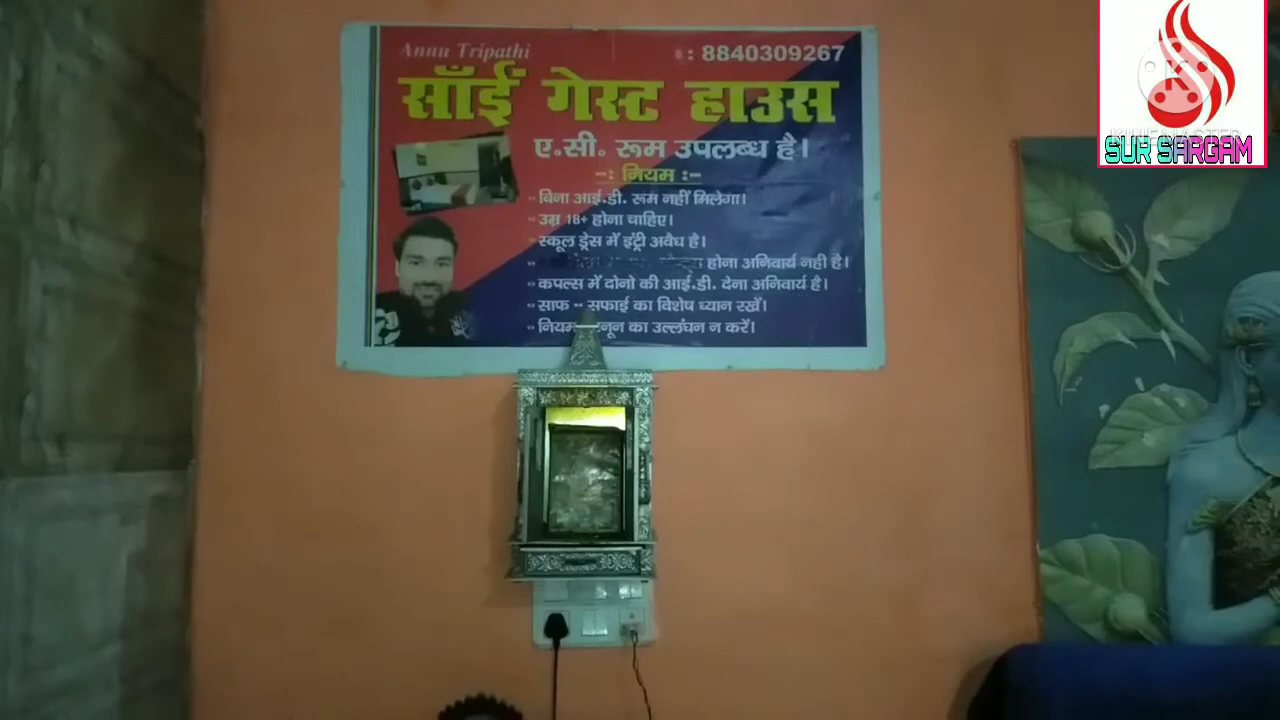 Annu Tripathi
: 8840309267
सॉई गेस्ट हाउस
ए.सी. रूम उपलब्ध है।
-: नियम :-
बिना आई.डी. रूम नहीं मिलेगा।
उम्र 18+ होना चाहिए।
स्कूल ड्रेस में इंट्री अवैध है।
होना अनिवार्य नही है।
कपल्स में दोनो की आई.डी. देना अनिवार्य है।
साफ -- सफाई का विशेष ध्यान रखें।
नियम का उल्लंघन न करें।
KINEMASTER
SUR SARGAM